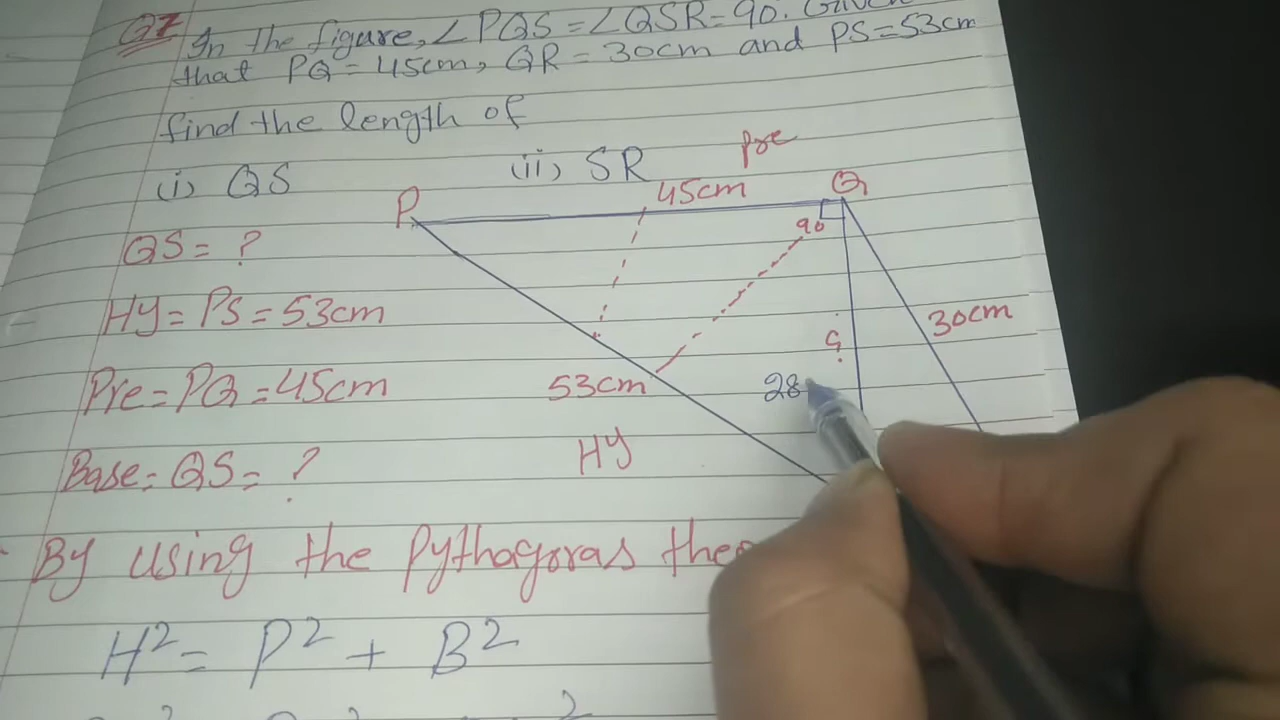 Q7 In the figure, ∠PQS = ∠QSR = 90. Given
that PQ = 45cm, QR = 30cm and PS = 53cm
find the length of
(i) QS (ii) SR
Pre
P 45cm Q
90
QS = ?
Hy = PS = 53cm
30cm
?
Pre = PQ = 45cm
53cm
28
Hy
Base = QS = ?
By using the Pythagoras
H² = P² + B²